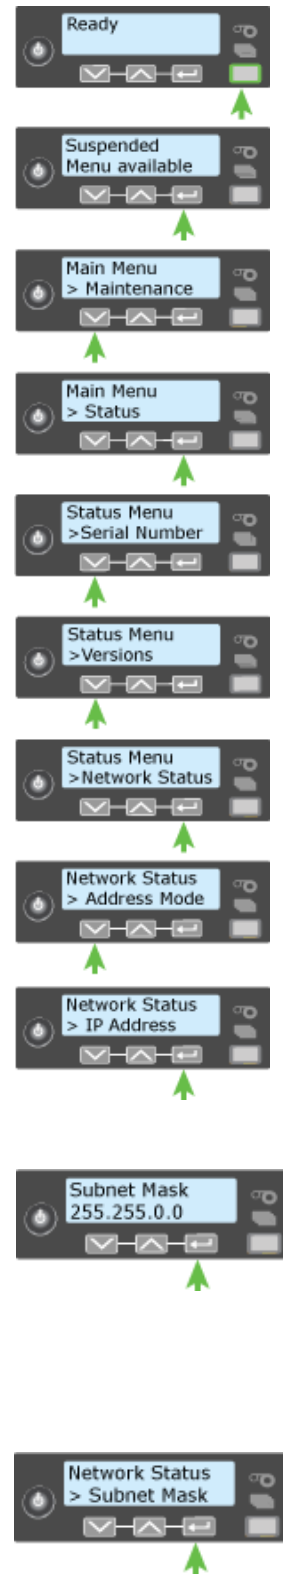 Ready
Suspended
Menu available
Main Menu
> Maintenance
Main Menu
> Status
Status Menu
>Serial Number
Status Menu
>Versions
Status Menu
>Network Status
Network Status
> Address Mode
Network Status
> IP Address
Subnet Mask
255.255.0.0
Network Status
> Subnet Mask